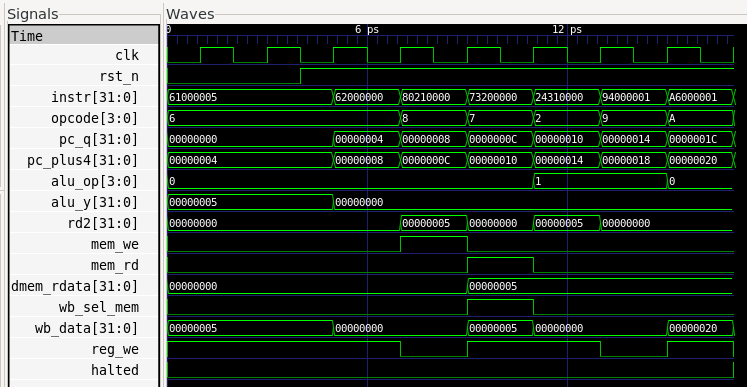 Signals Waves
Time 0 6 ps 12 ps
clk
rst_n
instr[31:0] 61000005 62000000 80210000 73200000 24310000 94000001 A6000001
opcode[3:0] 6 8 7 2 9 A
pc_q[31:0] 00000000 00000004 00000008 0000000C 00000010 00000014 0000001C
pc_plus4[31:0] 00000004 00000008 0000000C 00000010 00000014 00000018 00000020
alu_op[3:0] 0 1 0
alu_y[31:0] 00000005 00000000
rd2[31:0] 00000000 00000005 00000000 00000005 00000000
mem_we
mem_rd
dmem_rdata[31:0] 00000000 00000005
wb_sel_mem
wb_data[31:0] 00000005 00000000 00000005 00000000 00000020
reg_we
halted